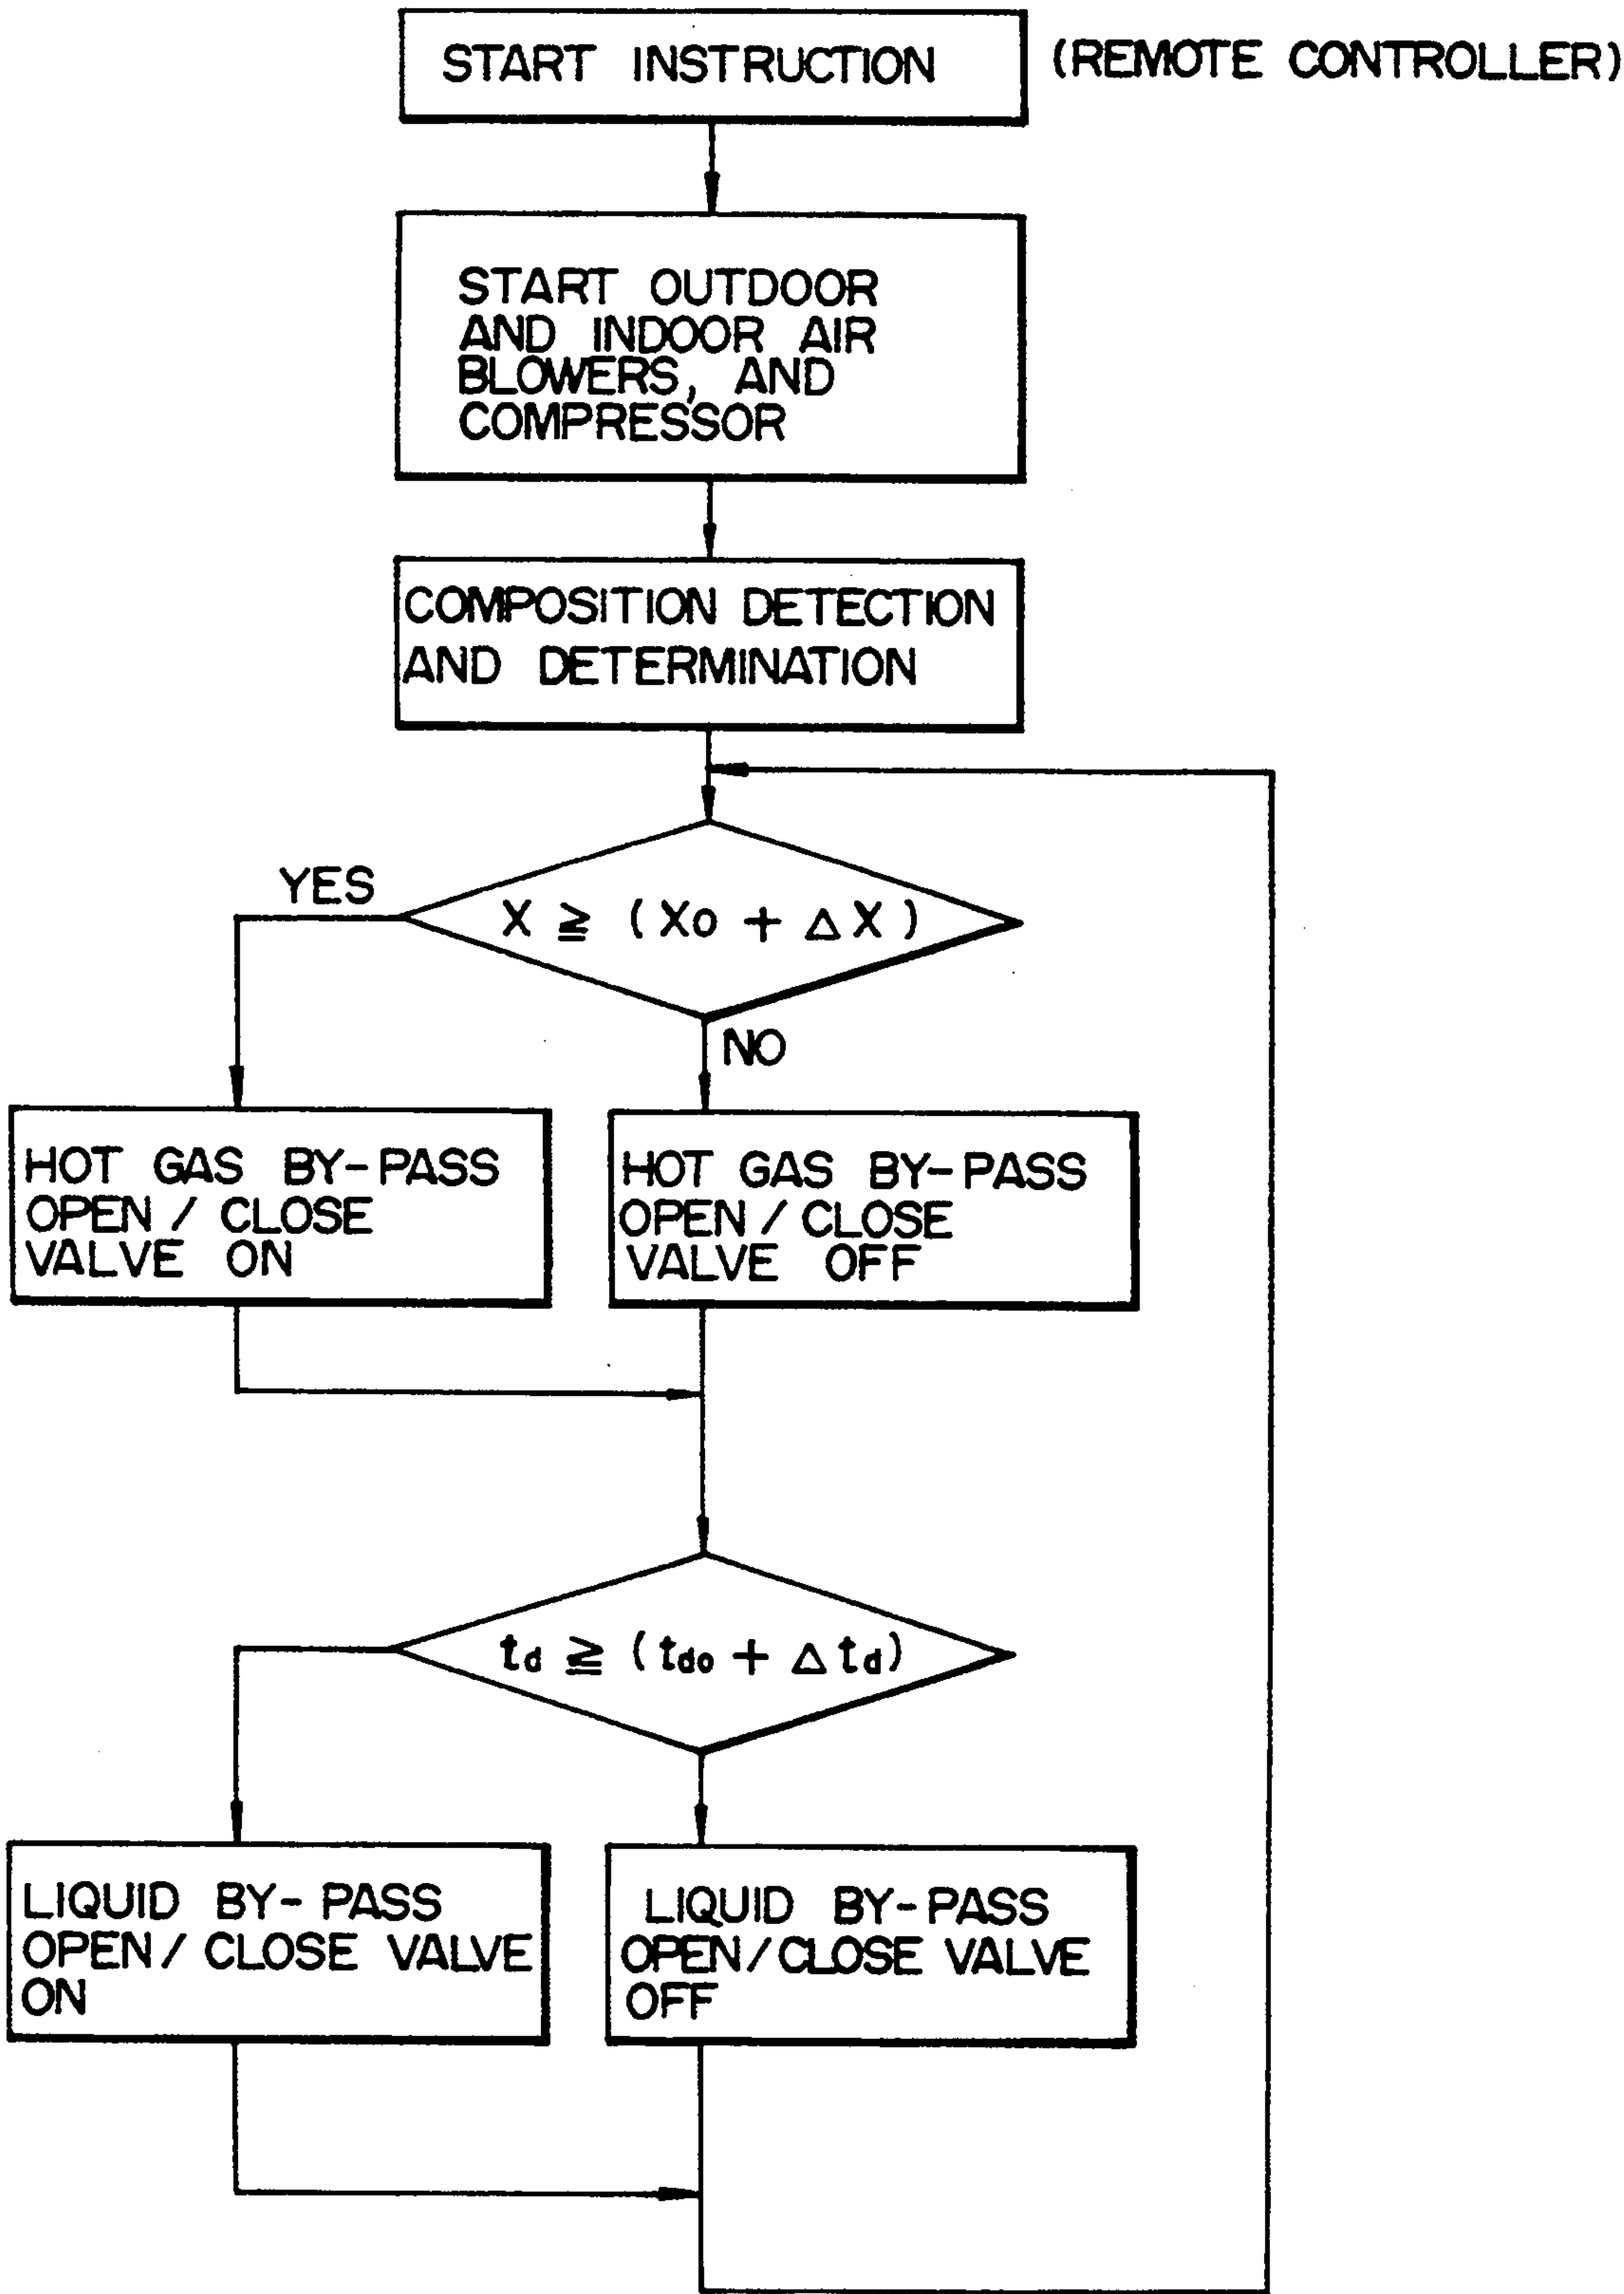 START INSTRUCTION (REMOTE CONTROLLER)
START OUTDOOR
AND INDOOR AIR
BLOWERS, AND
COMPRESSOR
COMPOSITION DETECTION
AND DETERMINATION
YES
X ≧ (Xo + △X)
NO
HOT GAS BY-PASS
OPEN / CLOSE
VALVE ON
HOT GAS BY-PASS
OPEN / CLOSE
VALVE OFF
td ≧ (tdo + △td)
LIQUID BY-PASS
OPEN / CLOSE VALVE
ON
LIQUID BY-PASS
OPEN/CLOSE VALVE
OFF